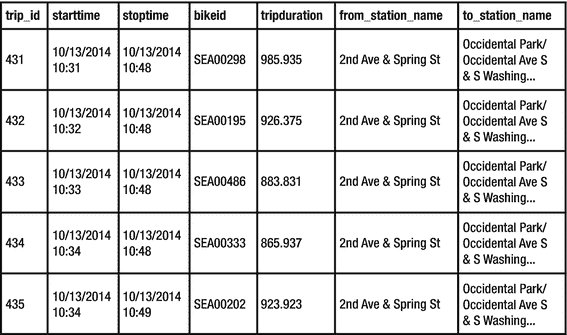 trip_id starttime stoptime bikeid tripduration from_station_name to_station_name
431 10/13/2014 10:31 10/13/2014 10:48 SEA00298 985.935 2nd Ave & Spring St Occidental Park/ Occidental Ave S & S Washing...
432 10/13/2014 10:32 10/13/2014 10:48 SEA00195 926.375 2nd Ave & Spring St Occidental Park/ Occidental Ave S & S Washing...
433 10/13/2014 10:33 10/13/2014 10:48 SEA00486 883.831 2nd Ave & Spring St Occidental Park/ Occidental Ave S & S Washing...
434 10/13/2014 10:34 10/13/2014 10:48 SEA00333 865.937 2nd Ave & Spring St Occidental Park/ Occidental Ave S & S Washing...
435 10/13/2014 10:34 10/13/2014 10:49 SEA00202 923.923 2nd Ave & Spring St Occidental Park/ Occidental Ave S & S Washing...